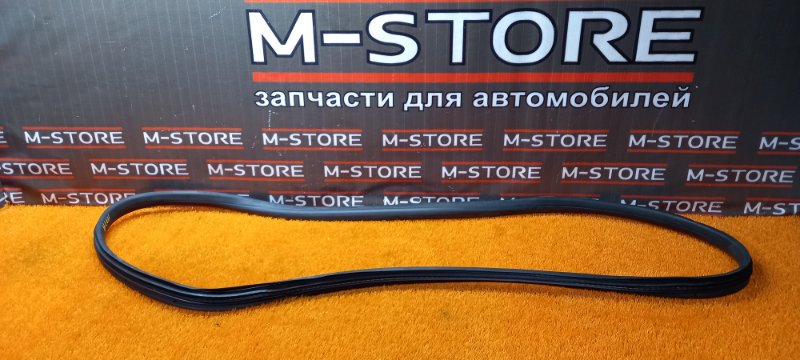 M-STORE
запчасти для автомобилей
M-STORE M-STORE M-STORE M-STORE M-STORE M-STORE M-STORE
M-STORE M-STORE M-STORE M-STORE M-STORE M-STORE
M-STORE M-STORE M-STORE